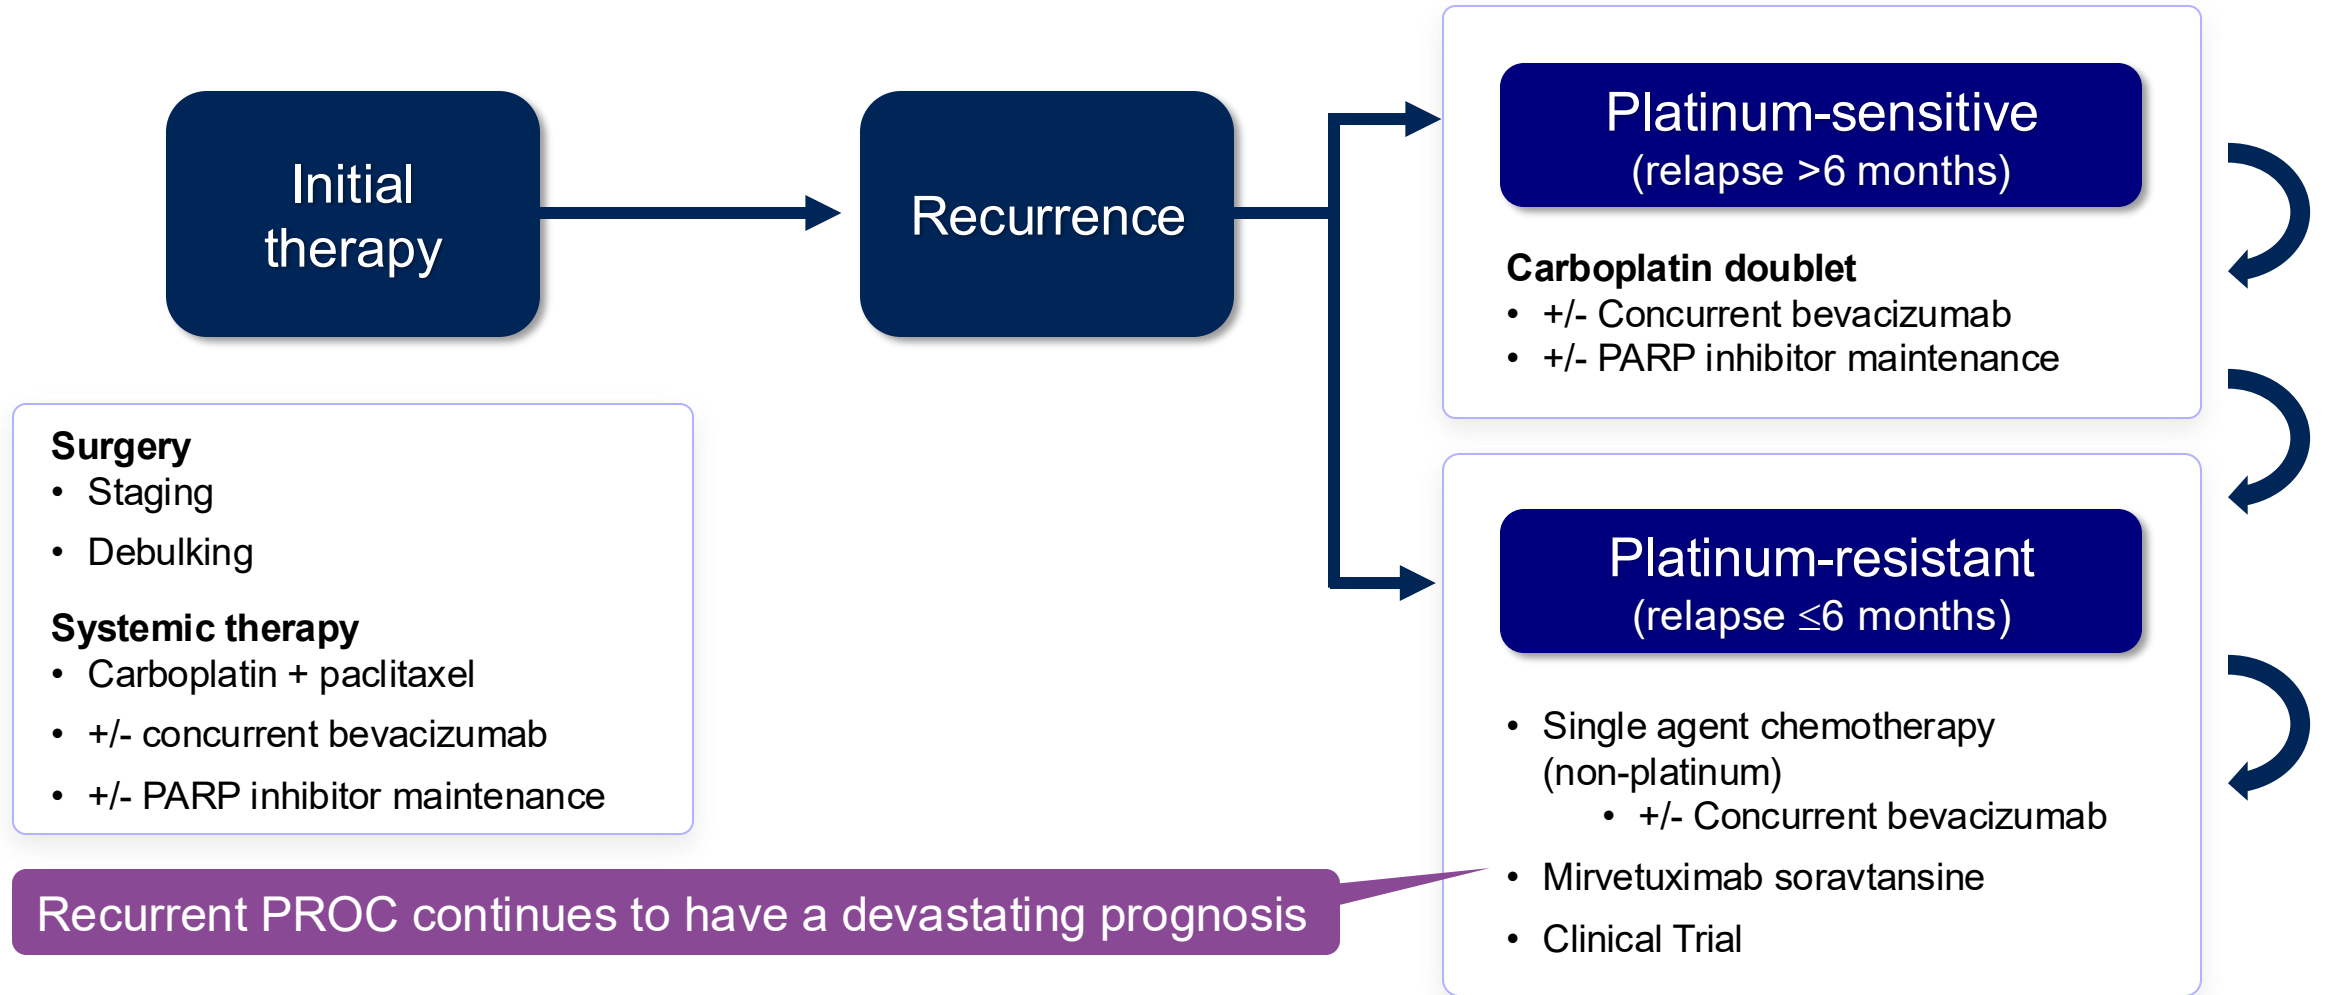 Initial
therapy
Recurrence
Platinum-sensitive
(relapse >6 months)
Carboplatin doublet
• +/- Concurrent bevacizumab
• +/- PARP inhibitor maintenance
Surgery
• Staging
• Debulking
Systemic therapy
• Carboplatin + paclitaxel
• +/- concurrent bevacizumab
• +/- PARP inhibitor maintenance
Platinum-resistant
(relapse ≤6 months)
• Single agent chemotherapy
(non-platinum)
• +/- Concurrent bevacizumab
• Mirvetuximab soravtansine
• Clinical Trial
Recurrent PROC continues to have a devastating prognosis